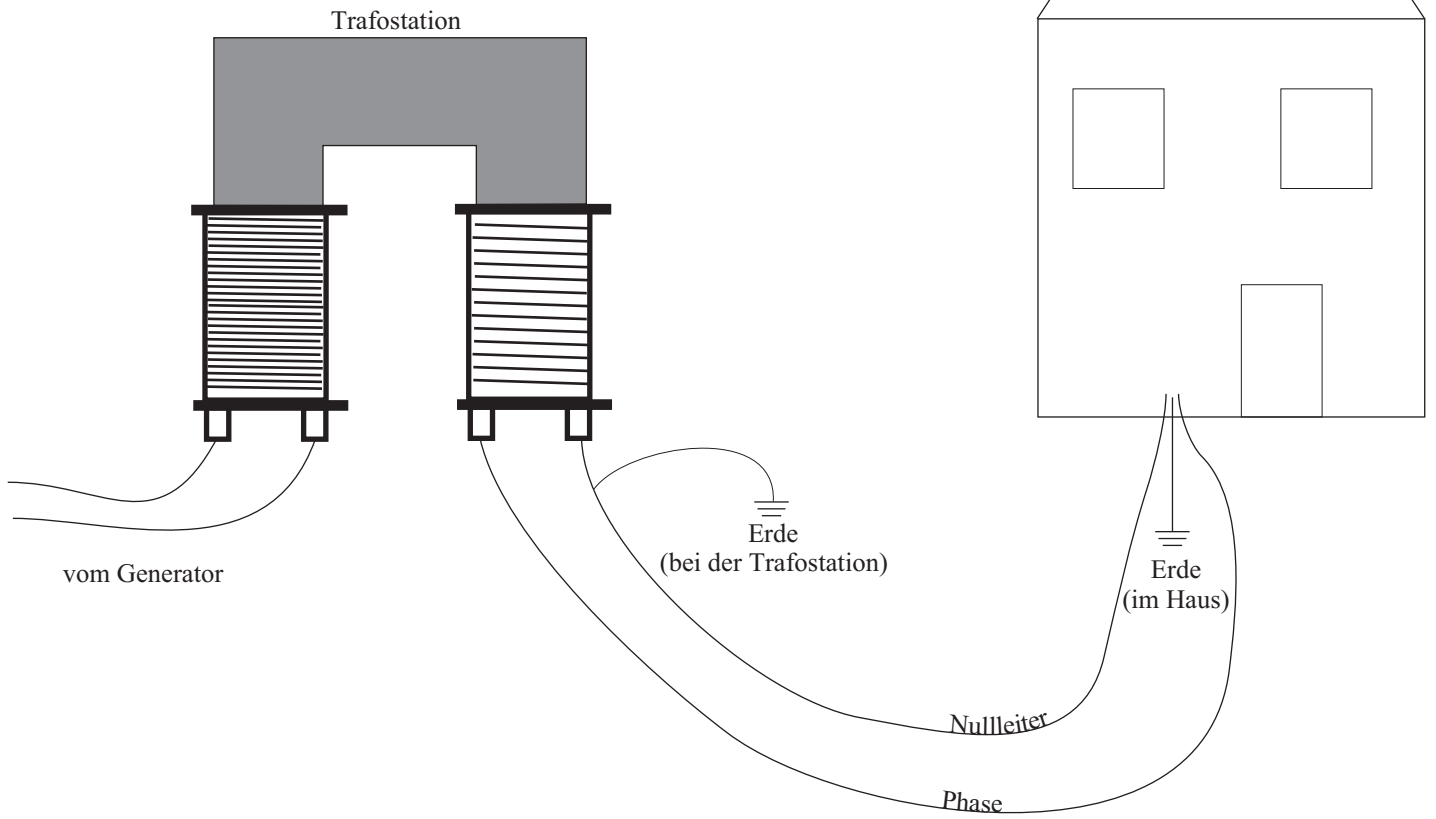 Trafostation
vom Generator
Erde
(bei der Trafostation)
Erde
(im Haus)
Nullleiter
Phase